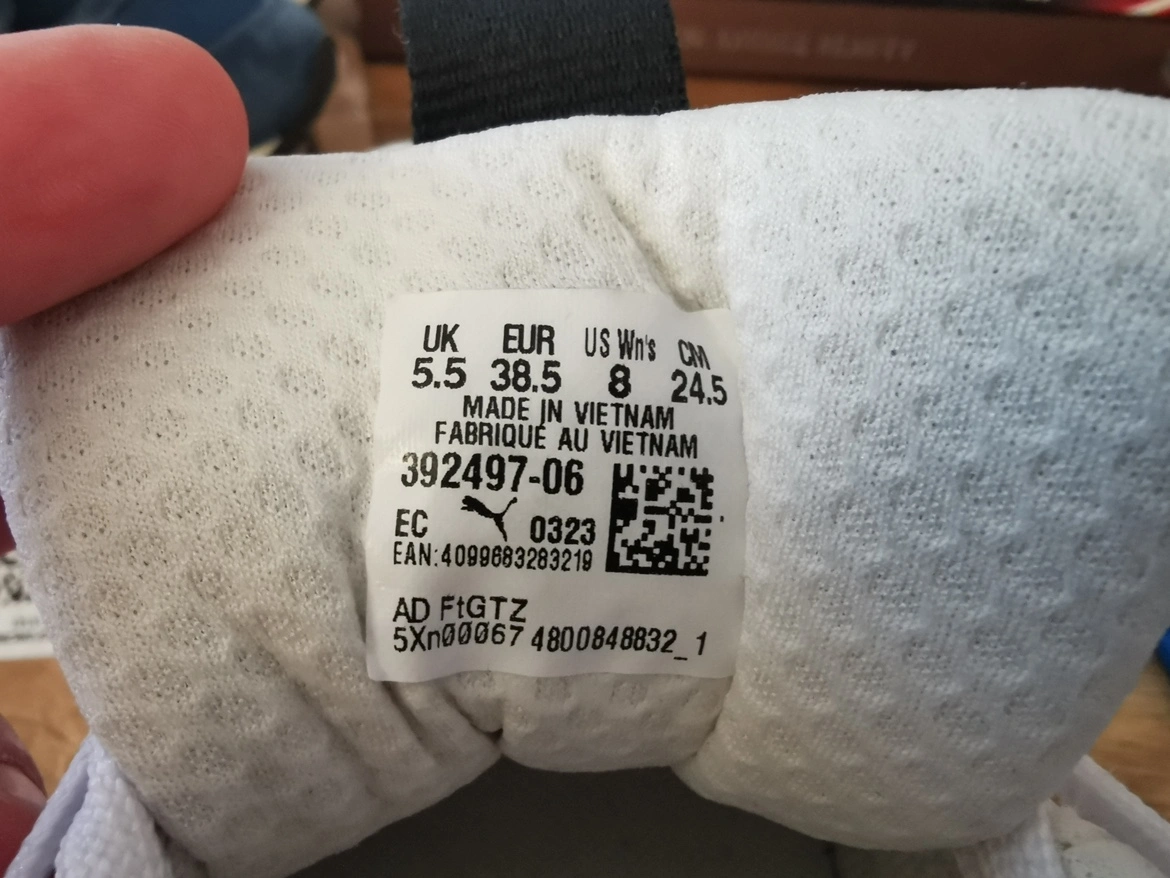 UK EUR US Wn's CM
5.5 38.5 8 24.5
MADE IN VIETNAM
FABRIQUE AU VIETNAM
392497-06
EC 0323
EAN:4099683283219
AD FtGTZ
5Xn00067 4800848832_1